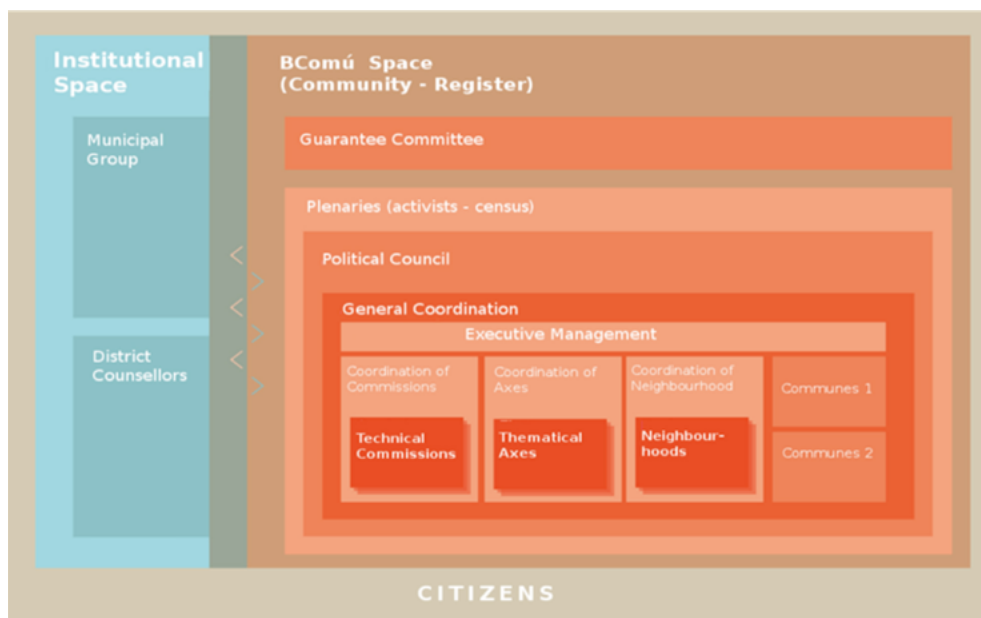 Institutional
Space
BComú Space
(Community - Register)
Municipal
Group
Guarantee Committee
Plenaries (activists - census)
Political Council
General Coordination
Executive Management
District
Counsellors
Coordination of
Commissions
Coordination of
Axes
Coordination of
Neighbourhood
Communes 1
Technical
Commissions
Thematical
Axes
Neighbour-
hoods
Communes 2
CITIZENS